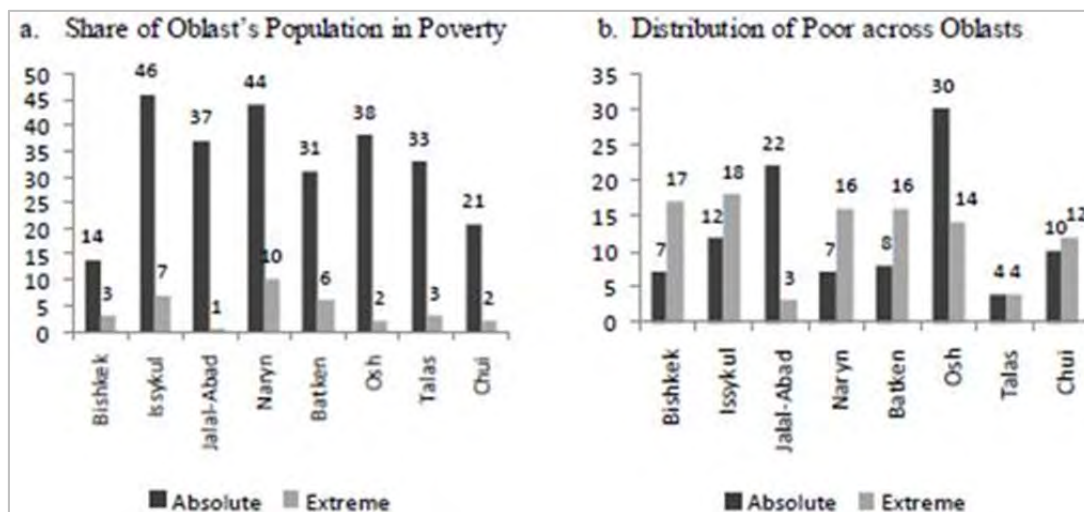 a. Share of Oblast's Population in Poverty
50
45
40
35
30
25
20
15
10
5
0
14
3
46
7
37
1
44
10
31
6
38
2
33
3
21
2
Bishkek
Issykul
Jalal-Abad
Naryn
Batken
Osh
Talas
Chui
Absolute Extreme
b. Distribution of Poor across Oblasts
35
30
25
20
15
10
5
0
7
17
12
18
22
3
7
16
8
16
30
14
4
4
10
12
Bishkek
Issykul
Jalal-Abad
Naryn
Batken
Osh
Talas
Chui
Absolute Extreme